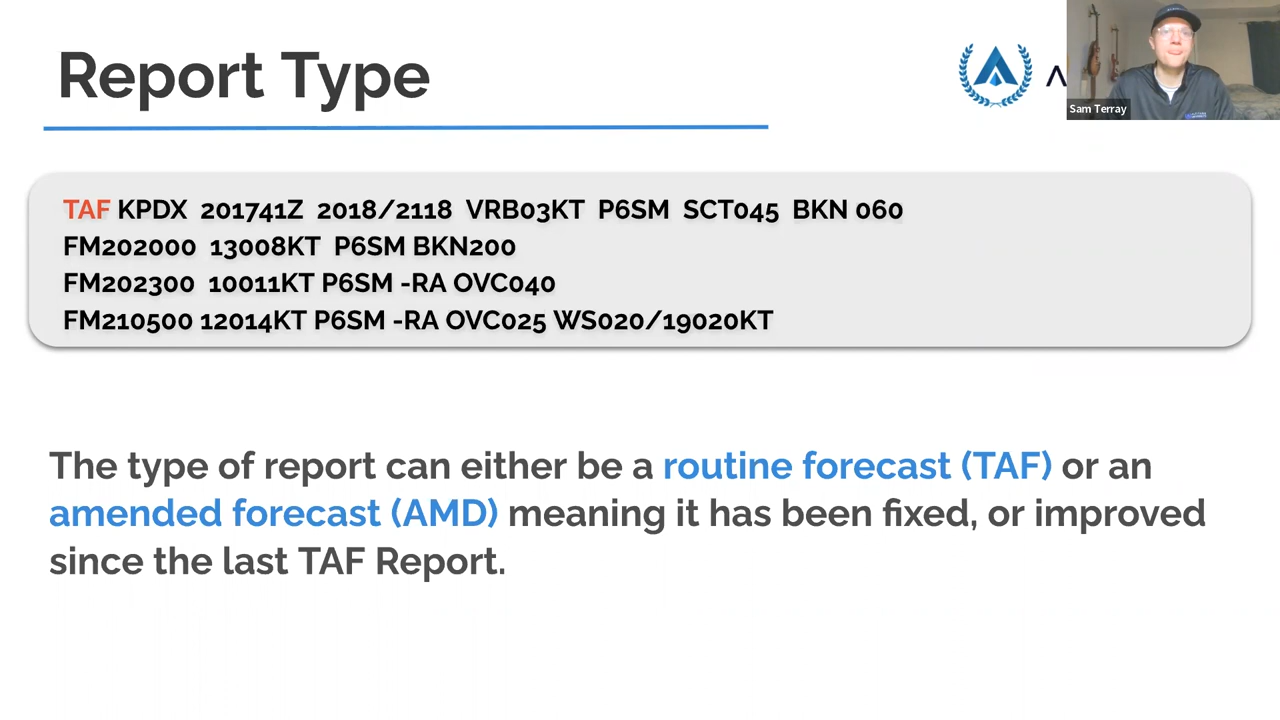 Report Type
Sam Terray
TAF KPDX 201741Z 2018/2118 VRB03KT P6SM SCT045 BKN 060
FM202000 13008KT P6SM BKN200
FM202300 10011KT P6SM -RA OVC040
FM210500 12014KT P6SM -RA OVC025 WS020/19020KT
The type of report can either be a routine forecast (TAF) or an
amended forecast (AMD) meaning it has been fixed, or improved
since the last TAF Report.